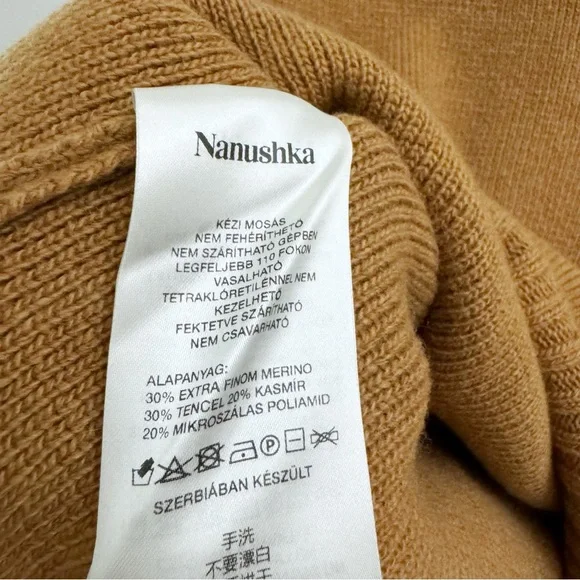 Nanushka
KÉZI MOSÁS
NEM FEHÉRÍTHETŐ
NEM SZÁRÍTHATÓ GÉPBEN
LEGFELJEBB 110 FOKON
VASALHATÓ
TETRAKLÓRETILÉNNEL NEM
KEZELHETŐ
FEKTETVE SZÁRÍTHATÓ
NEM CSAVARHATÓ
ALAPANYAG:
30% EXTRA FINOM MERINO
30% TENCEL 20% KASMÍR
20% MIKROSZÁLAS POLIAMID
P
SZERBIÁBAN KÉSZÜLT
手洗
不要漂白